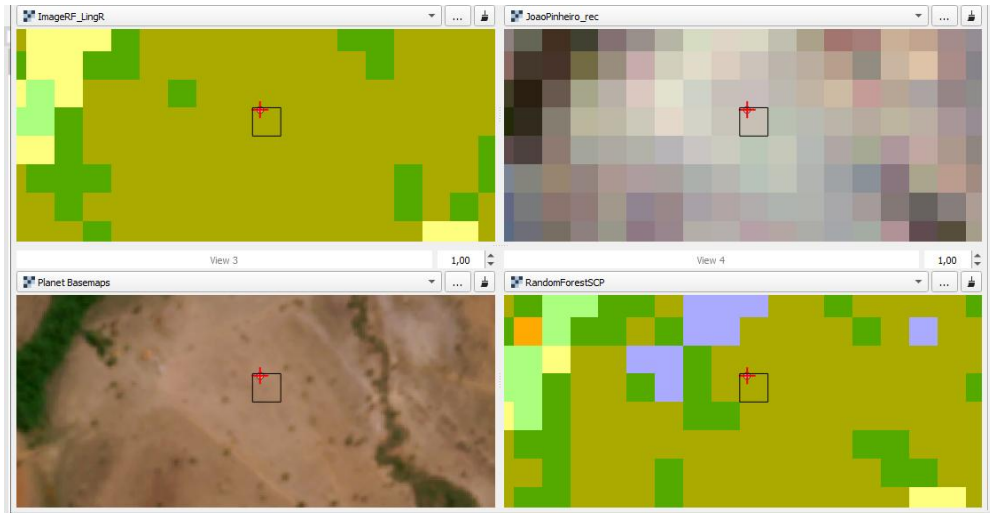 ImageRF_LingR ...
JoaoPinheiro_rec ...
View 3 1,00
View 4 1,00
Planet Basemaps ...
RandomForestSCP ...